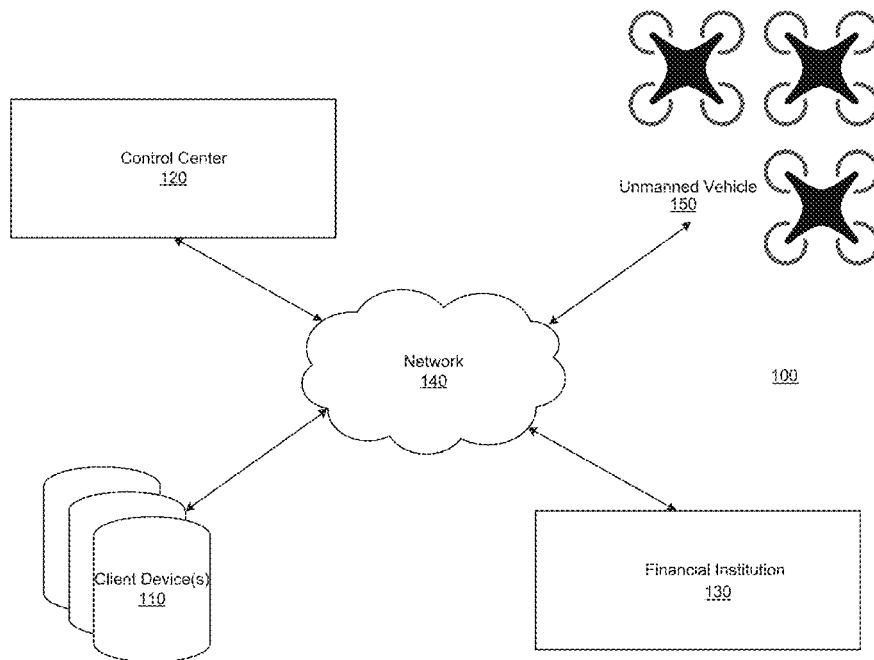 Control Center
120
Unmanned Vehicle
150
Network
140
100
Client Device(s)
110
Financial Institution
130